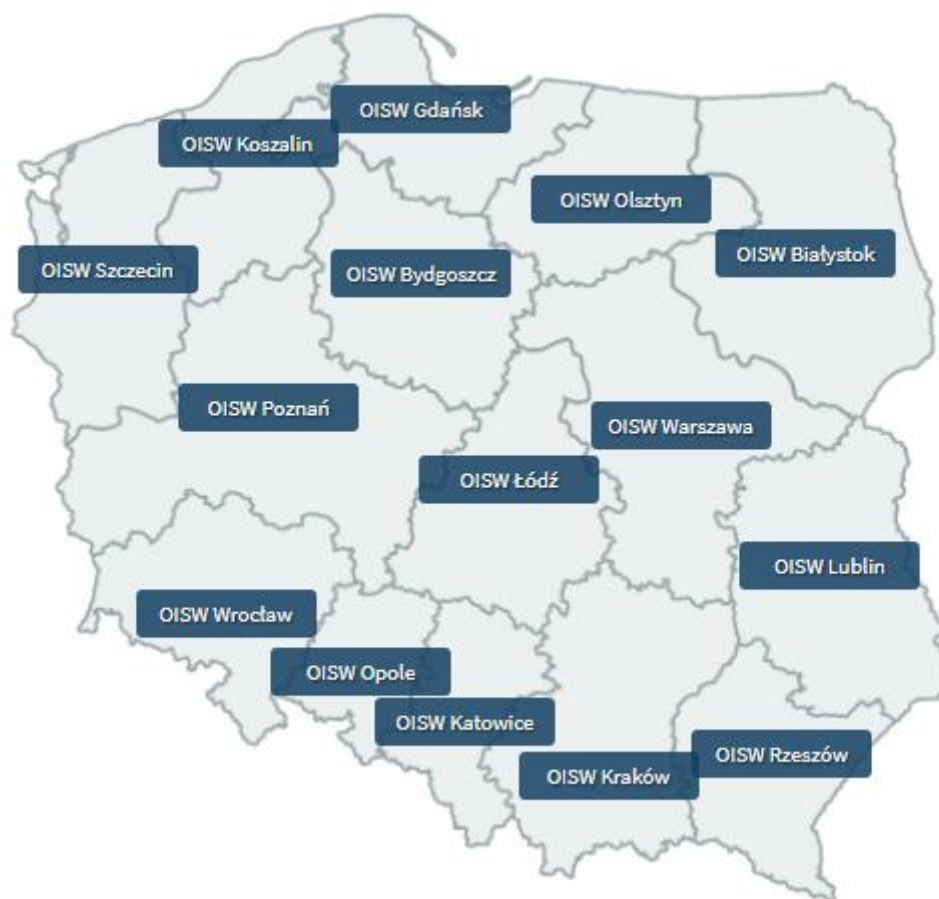 OISW Gdańsk
OISW Koszalin
OISW Olsztyn
OISW Białystok
OISW Szczecin
OISW Bydgoszcz
OISW Poznań
OISW Warszawa
OISW Łódź
OISW Lublin
OISW Wrocław
OISW Opole
OISW Katowice
OISW Rzeszów
OISW Kraków